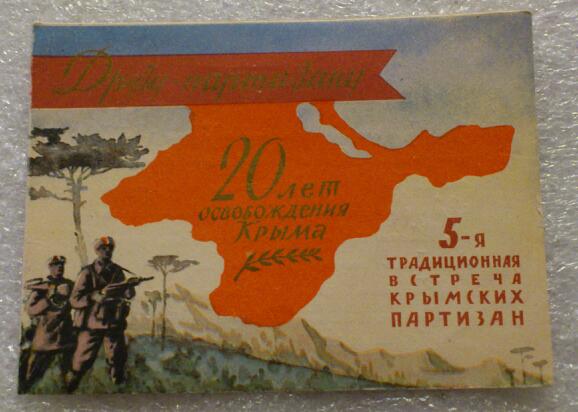 Другу-партизану
20 лет
освобождения
Крыма
5-я
ТРАДИЦИОННАЯ
ВСТРЕЧА
КРЫМСКИХ
ПАРТИЗАН